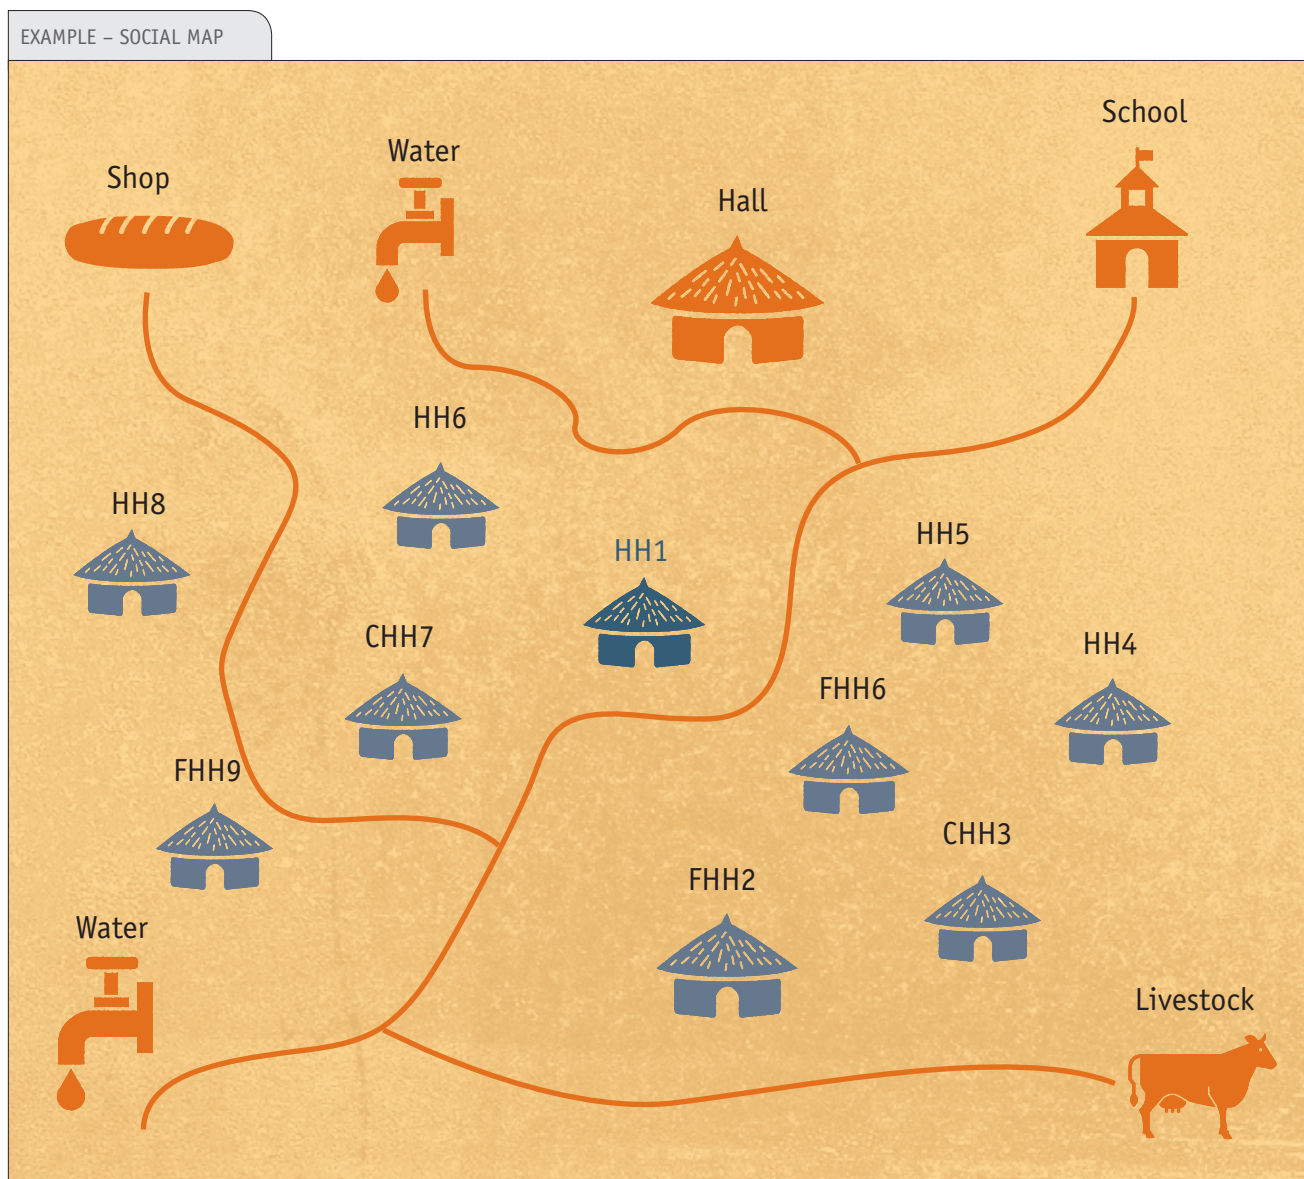 EXAMPLE – SOCIAL MAP
School
Water
Shop
Hall
HH6
HH8
HH5
HH1
CHH7
HH4
FHH6
FHH9
CHH3
FHH2
Water
Livestock